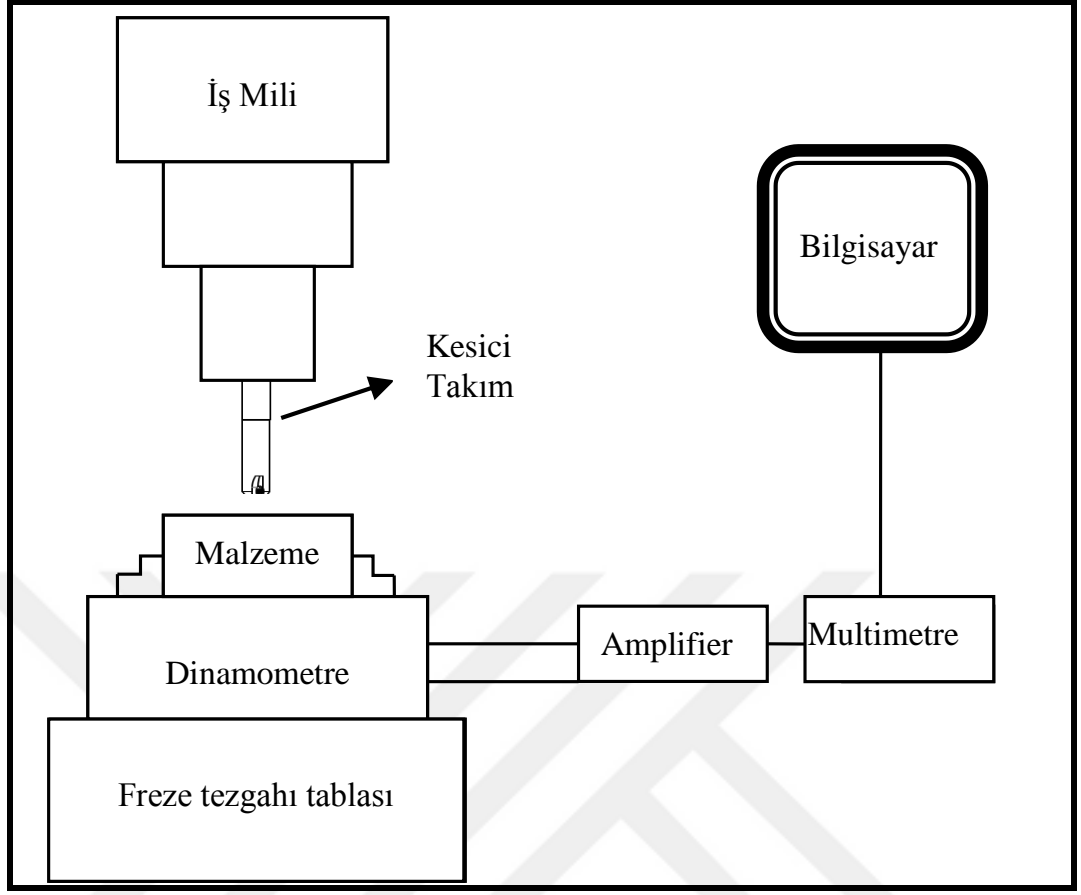 İş Mili
Bilgisayar
Kesici
Takım
Malzeme
Amplifier
Multimetre
Dinamometre
Freze tezgahı tablası